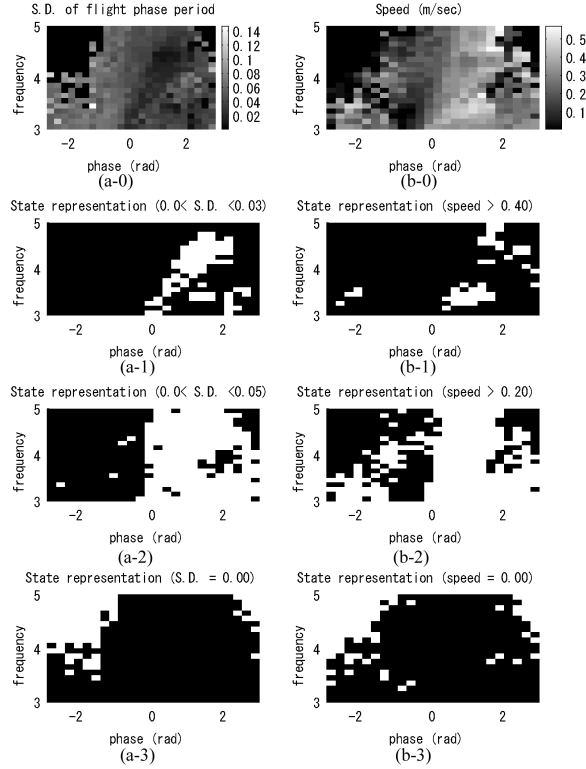 S.D. of flight phase period
5
4
3
frequency
-2 0 2
phase (rad)
0.14
0.12
0.10
0.08
0.06
0.04
0.02
(a-0)
Speed (m/sec)
5
4
3
frequency
-2 0 2
phase (rad)
0.5
0.4
0.3
0.2
0.1
(b-0)
State representation (0.0< S.D. <0.03)
5
4
3
frequency
-2 0 2
phase (rad)
(a-1)
State representation (speed > 0.40)
5
4
3
frequency
-2 0 2
phase (rad)
(b-1)
State representation (0.0< S.D. <0.05)
5
4
3
frequency
-2 0 2
phase (rad)
(a-2)
State representation (speed > 0.20)
5
4
3
frequency
-2 0 2
phase (rad)
(b-2)
State representation (S.D. = 0.00)
5
4
3
frequency
-2 0 2
phase (rad)
(a-3)
State representation (speed = 0.00)
5
4
3
frequency
-2 0 2
phase (rad)
(b-3)